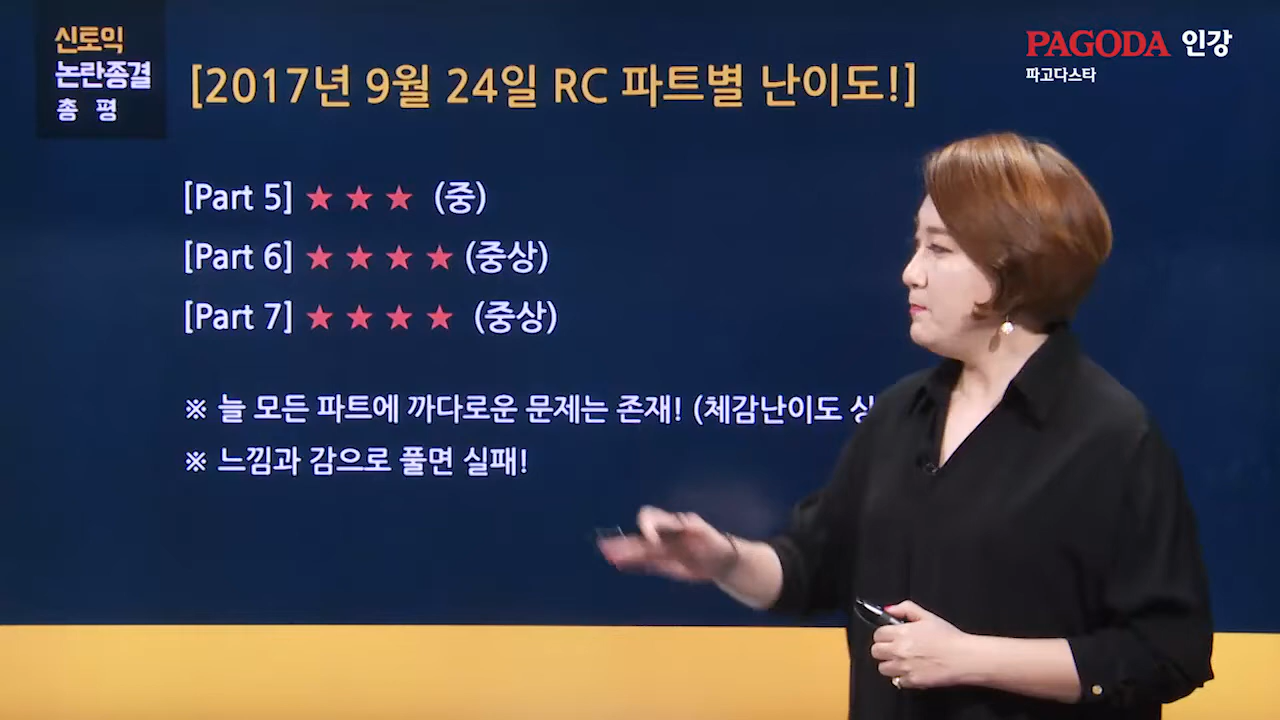 신토익
논란종결
총 평
PAGODA 인강
파고다스타
[2017년 9월 24일 RC 파트별 난이도!]
[Part 5] ★ ★ ★ (중)
[Part 6] ★ ★ ★ ★ (중상)
[Part 7] ★ ★ ★ ★ (중상)
※ 늘 모든 파트에 까다로운 문제는 존재! (체감난이도 상
※ 느낌과 감으로 풀면 실패!